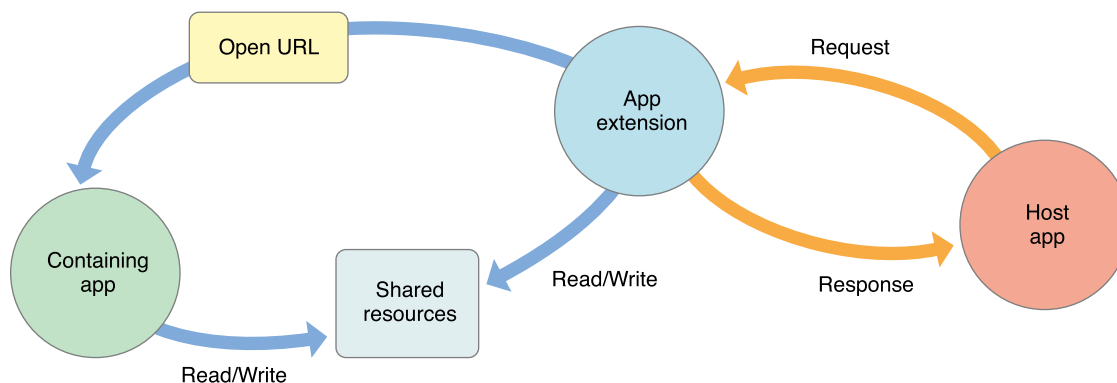 Open URL
App
extension
Request
Host
app
Containing
app
Shared
resources
Read/Write
Response
Read/Write